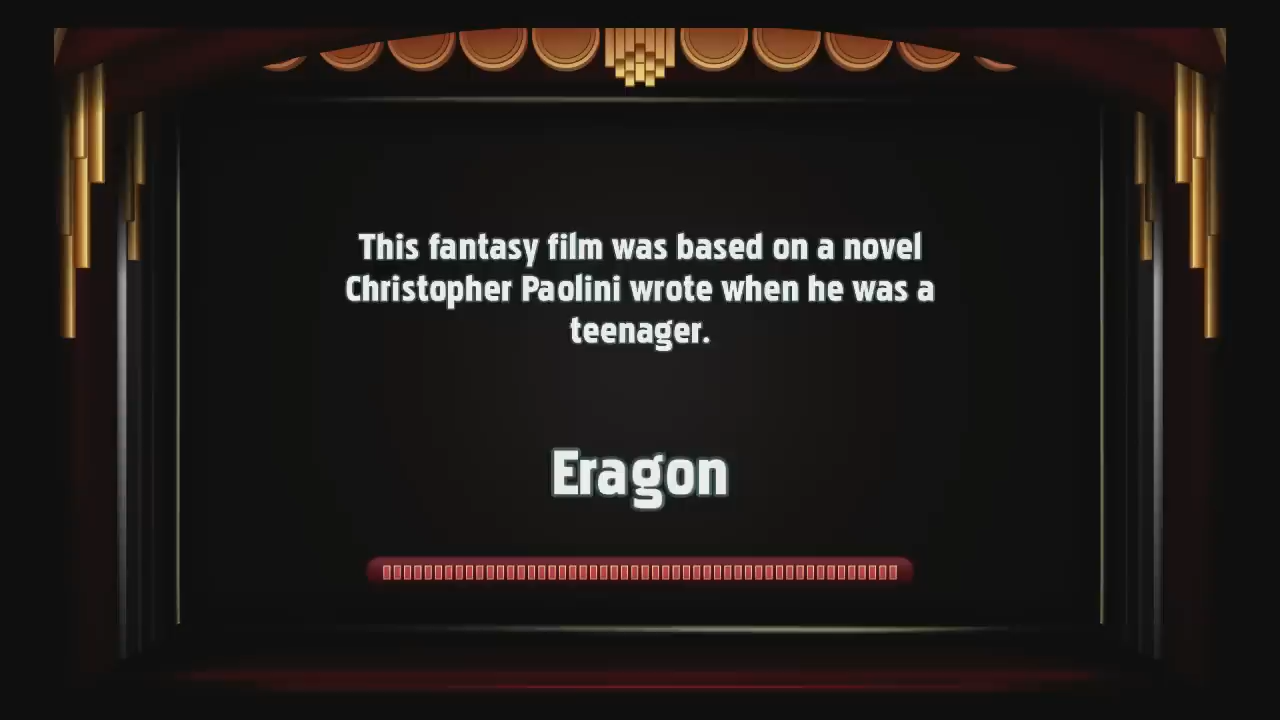 This fantasy film was based on a novel
Christopher Paolini wrote when he was a
teenager.
Eragon